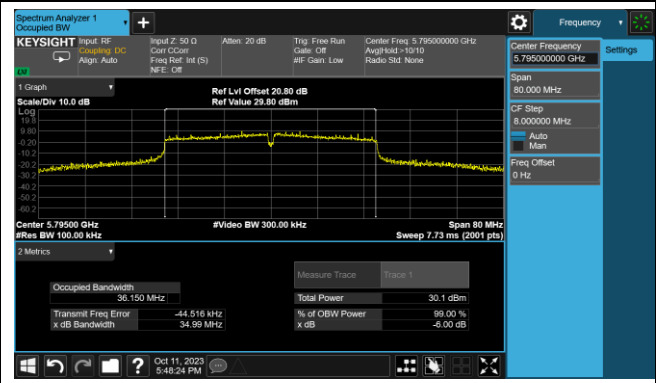 Spectrum Analyzer 1
Occupied BW
Frequency
KEYSIGHT
Input: RF
Coupling: DC
Align: Auto
Input Z: 50 Ω
Corr CCorr
Freq Ref: Int (S)
NFE: Off
Atten: 20 dB
Trig: Free Run
Gate: Off
#IF Gain: Low
Center Freq: 5.795000000 GHz
Avg|Hold:>10/10
Radio Std: None
Center Frequency
5.795000000 GHz
Settings
Span
80.000 MHz
CF Step
8.000000 MHz
Auto
Man
Freq Offset
0 Hz
1 Graph
Scale/Div 10.0 dB
Ref Lvl Offset 20.80 dB
Ref Value 29.80 dBm
Log
19.8
9.80
-0.20
-10.2
-20.2
-30.2
-40.2
-50.2
-60.2
Center 5.79500 GHz
#Res BW 100.00 kHz
#Video BW 300.00 kHz
Span 80 MHz
Sweep 7.73 ms (2001 pts)
2 Metrics
Measure Trace
Trace 1
Occupied Bandwidth
36.150 MHz
Total Power
30.1 dBm
Transmit Freq Error
-44.516 kHz
% of OBW Power
99.00 %
x dB Bandwidth
34.99 MHz
x dB
-6.00 dB
Oct 11, 2023
5:48:24 PM